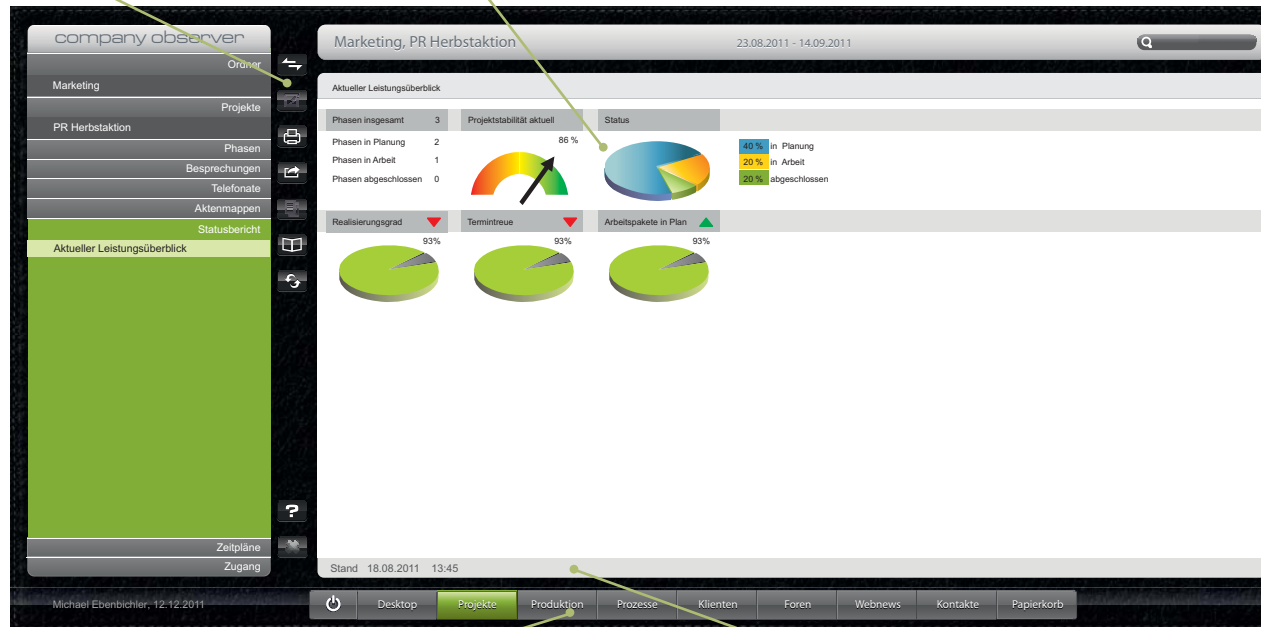 company observer
Ordner
Marketing
Projekte
PR Herbstaktion
Phasen
Besprechungen
Telefonate
Aktenmappen
Statusbericht
Aktueller Leistungsüberblick
Zeitpläne
Zugang
?
Marketing, PR Herbstaktion 23.08.2011 - 14.09.2011
Aktueller Leistungsüberblick
Phasen insgesamt 3 Projektstabilität aktuell Status
Phasen in Planung 2
Phasen in Arbeit 1
Phasen abgeschlossen 0
86 %
40 % in Planung
20 % in Arbeit
20 % abgeschlossen
Realisierungsgrad Termintreue Arbeitspakete in Plan
93% 93% 93%
Stand 18.08.2011 13:45
Michael Ebenbichler, 12.12.2011
Desktop Projekte Produktion Prozesse Klienten Foren Webnews Kontakte Papierkorb